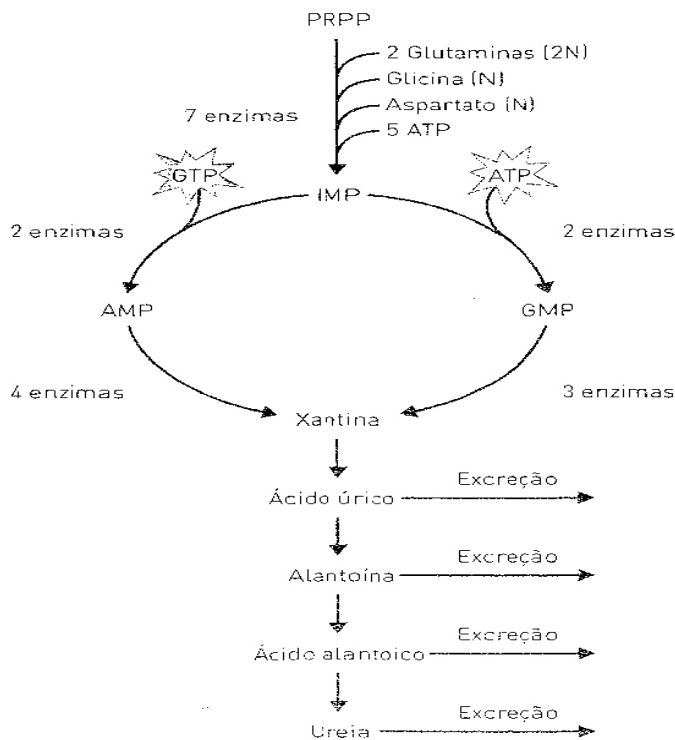 PRPP
2 Glutaminas (2N)
Glicina (N)
Aspartato (N)
7 enzimas
5 ATP
GTP
ATP
IMP
2 enzimas
2 enzimas
AMP
GMP
4 enzimas
3 enzimas
Xantina
Excreção
Ácido úrico
Excreção
Alantoína
Excreção
Ácido alantoico
Excreção
Ureia